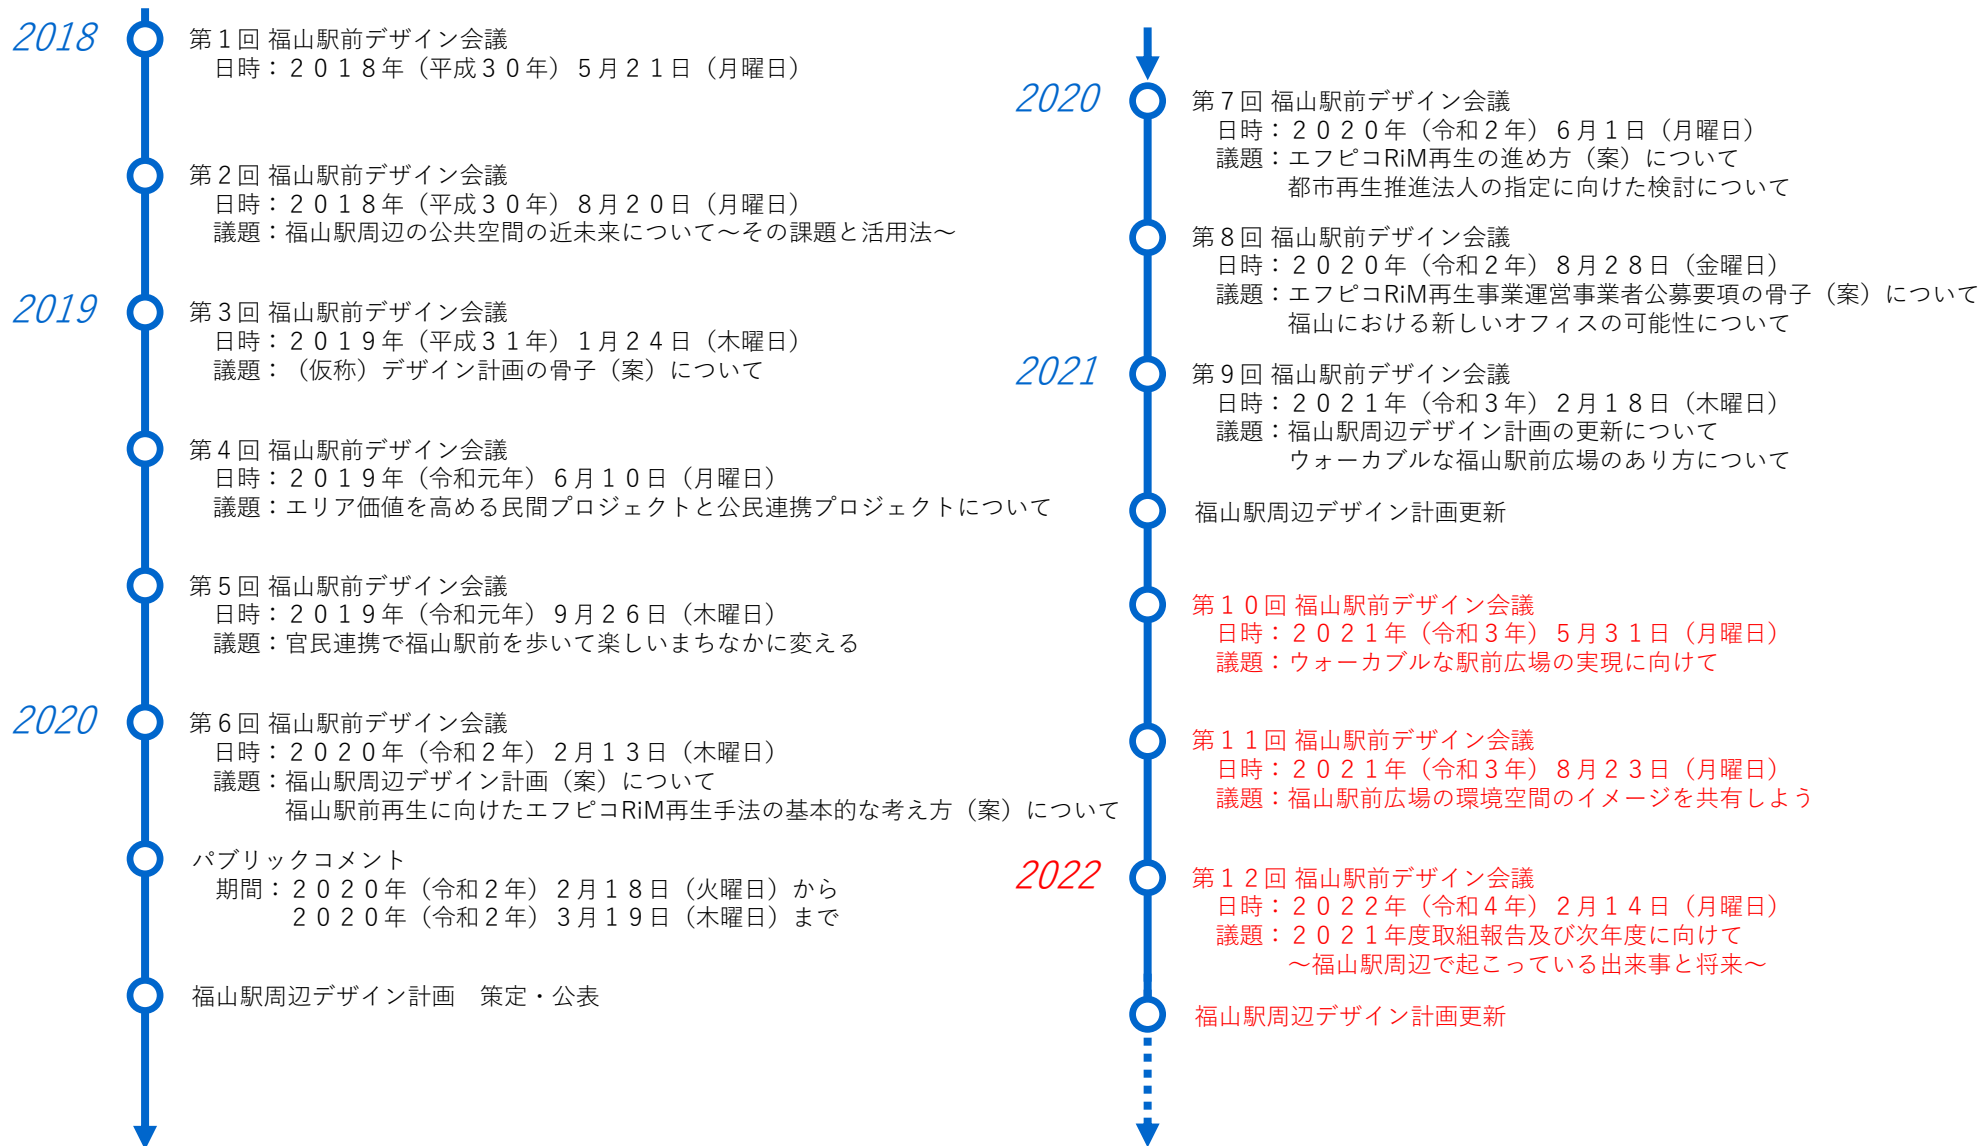 2018
第１回 福山駅前デザイン会議
日時：２０１８年（平成３０年）５月２１日（月曜日）
第２回 福山駅前デザイン会議
日時：２０１８年（平成３０年）８月２０日（月曜日）
議題：福山駅周辺の公共空間の近未来について～その課題と活用法～
2019
第３回 福山駅前デザイン会議
日時：２０１９年（平成３１年）１月２４日（木曜日）
議題：（仮称）デザイン計画の骨子（案）について
第４回 福山駅前デザイン会議
日時：２０１９年（令和元年）６月１０日（月曜日）
議題：エリア価値を高める民間プロジェクトと公民連携プロジェクトについて
第５回 福山駅前デザイン会議
日時：２０１９年（令和元年）９月２６日（木曜日）
議題：官民連携で福山駅前を歩いて楽しいまちなかに変える
2020
第６回 福山駅前デザイン会議
日時：２０２０年（令和２年）２月１３日（木曜日）
議題：福山駅周辺デザイン計画（案）について
福山駅前再生に向けたエフピコRiM再生手法の基本的な考え方（案）について
パブリックコメント
期間：２０２０年（令和２年）２月１８日（火曜日）から
２０２０年（令和２年）３月１９日（木曜日）まで
福山駅周辺デザイン計画　策定・公表
2020
第７回 福山駅前デザイン会議
日時：２０２０年（令和２年）６月１日（月曜日）
議題：エフピコRiM再生の進め方（案）について
都市再生推進法人の指定に向けた検討について
第８回 福山駅前デザイン会議
日時：２０２０年（令和２年）８月２８日（金曜日）
議題：エフピコRiM再生事業運営事業者公募要項の骨子（案）について
福山における新しいオフィスの可能性について
2021
第９回 福山駅前デザイン会議
日時：２０２１年（令和３年）２月１８日（木曜日）
議題：福山駅周辺デザイン計画の更新について
ウォーカブルな福山駅前広場のあり方について
福山駅周辺デザイン計画更新
第１０回 福山駅前デザイン会議
日時：２０２１年（令和３年）５月３１日（月曜日）
議題：ウォーカブルな駅前広場の実現に向けて
第１１回 福山駅前デザイン会議
日時：２０２１年（令和３年）８月２３日（月曜日）
議題：福山駅前広場の環境空間のイメージを共有しよう
2022
第１２回 福山駅前デザイン会議
日時：２０２２年（令和４年）２月１４日（月曜日）
議題：２０２１年度取組報告及び次年度に向けて
～福山駅周辺で起こっている出来事と将来～
福山駅周辺デザイン計画更新